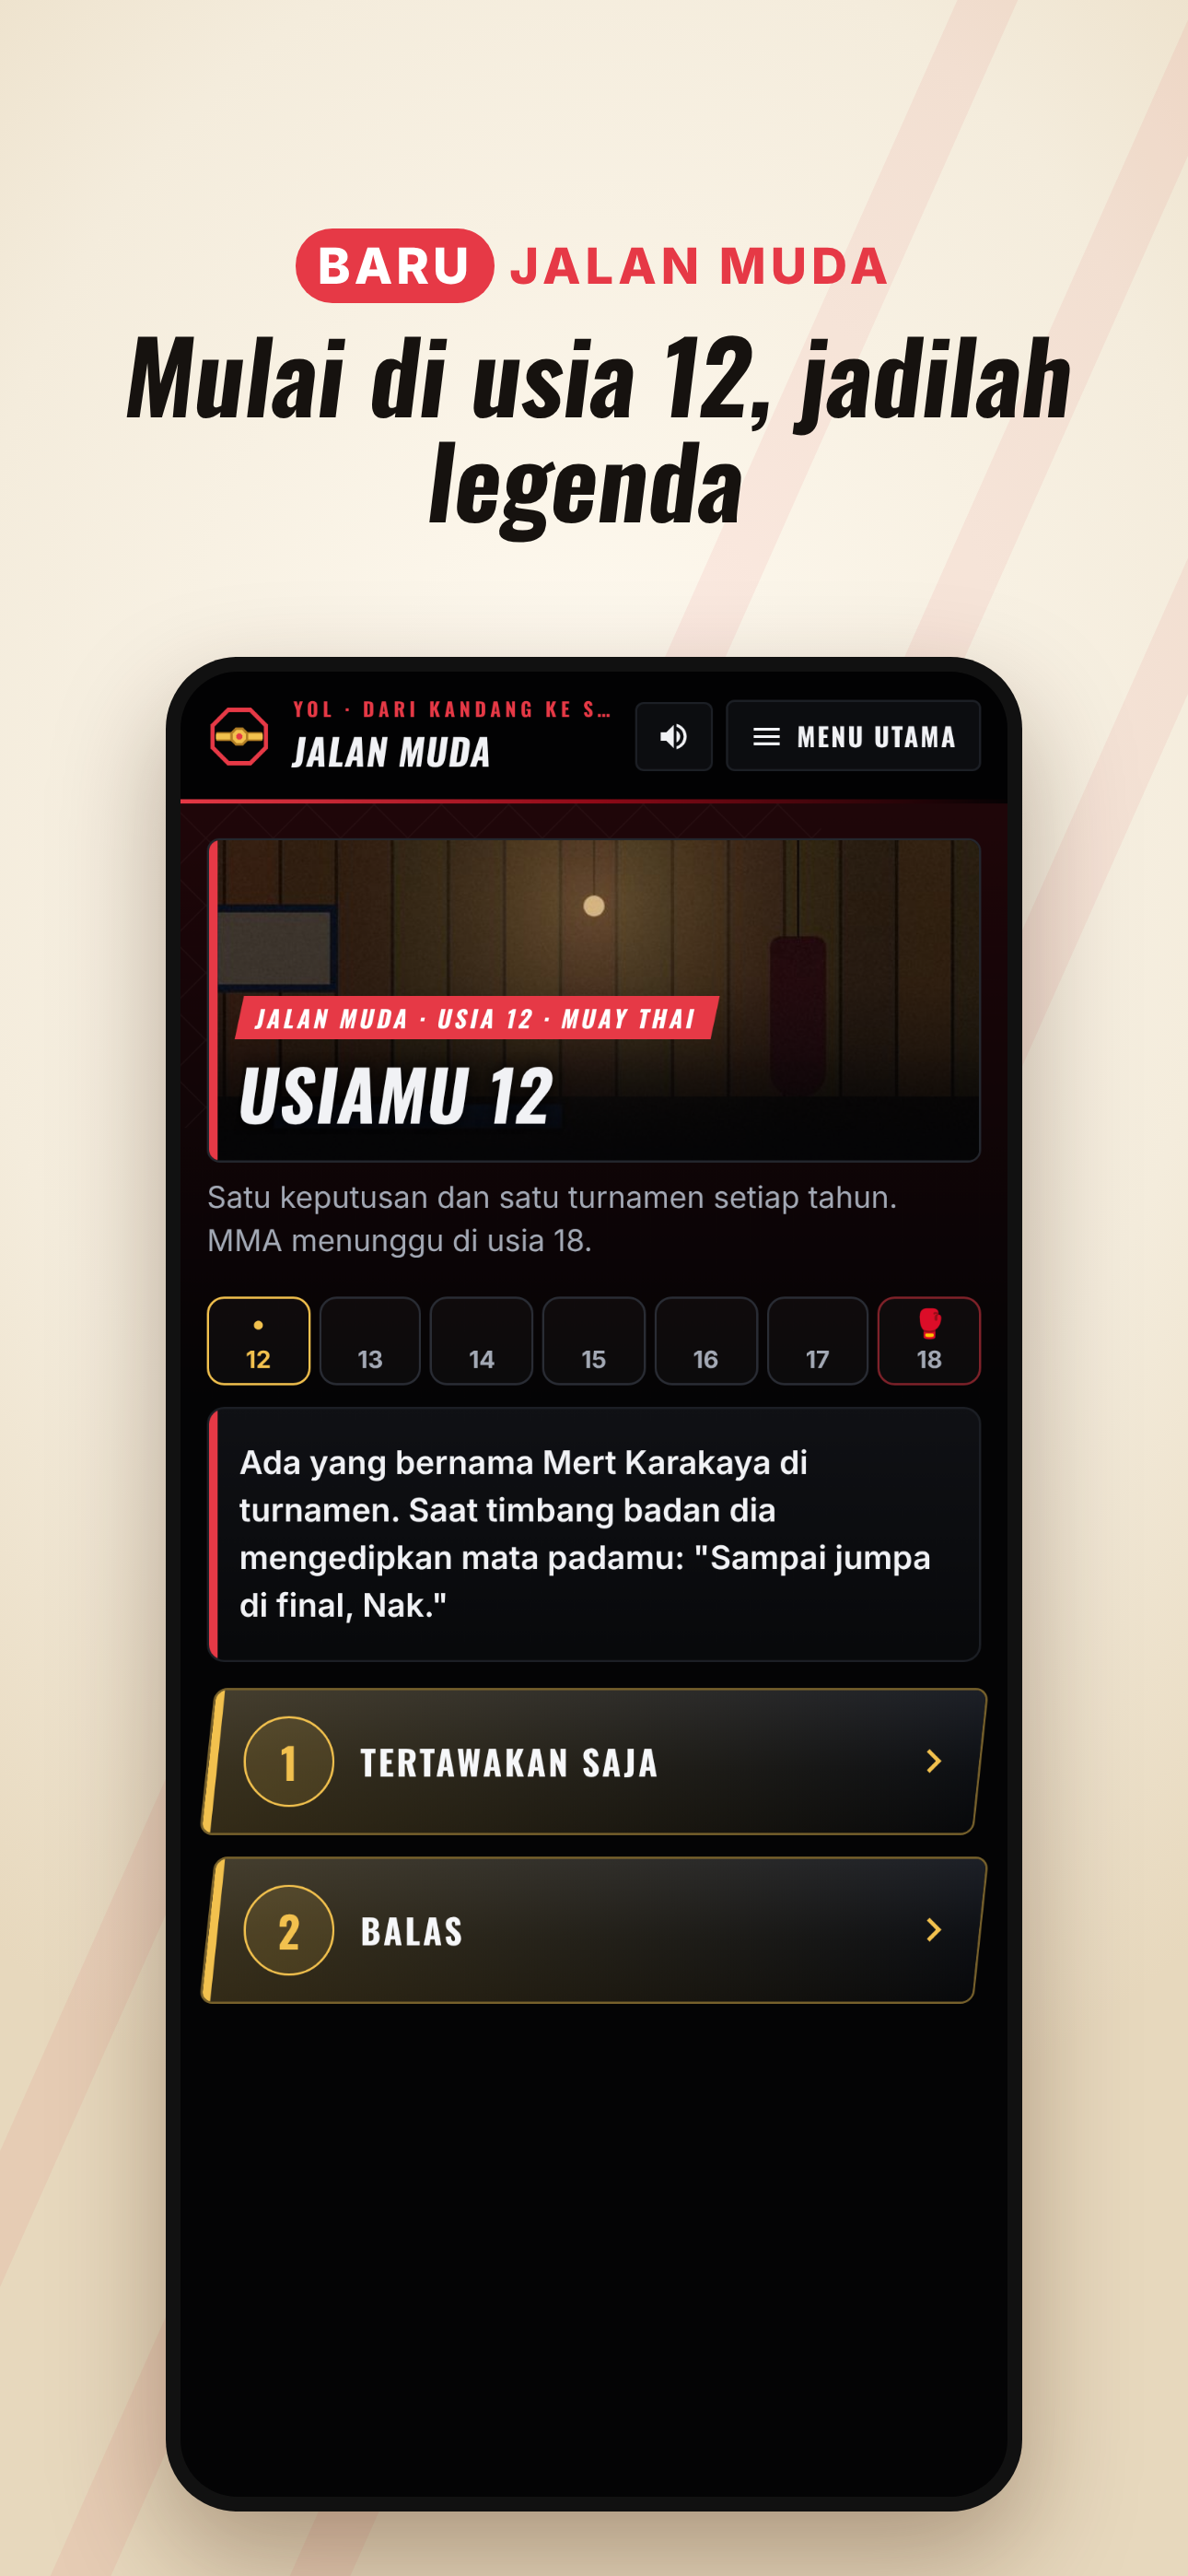 BARU JALAN MUDA
Mulai di usia 12, jadilah
legenda
YOL · DARI KANDANG KE S...
JALAN MUDA
MENU UTAMA
JALAN MUDA · USIA 12 · MUAY THAI
USIAMU 12
Satu keputusan dan satu turnamen setiap tahun.
MMA menunggu di usia 18.
12 13 14 15 16 17 18
Ada yang bernama Mert Karakaya di
turnamen. Saat timbang badan dia
mengedipkan mata padamu: "Sampai jumpa
di final, Nak."
1 TERTAWAKAN SAJA
2 BALAS